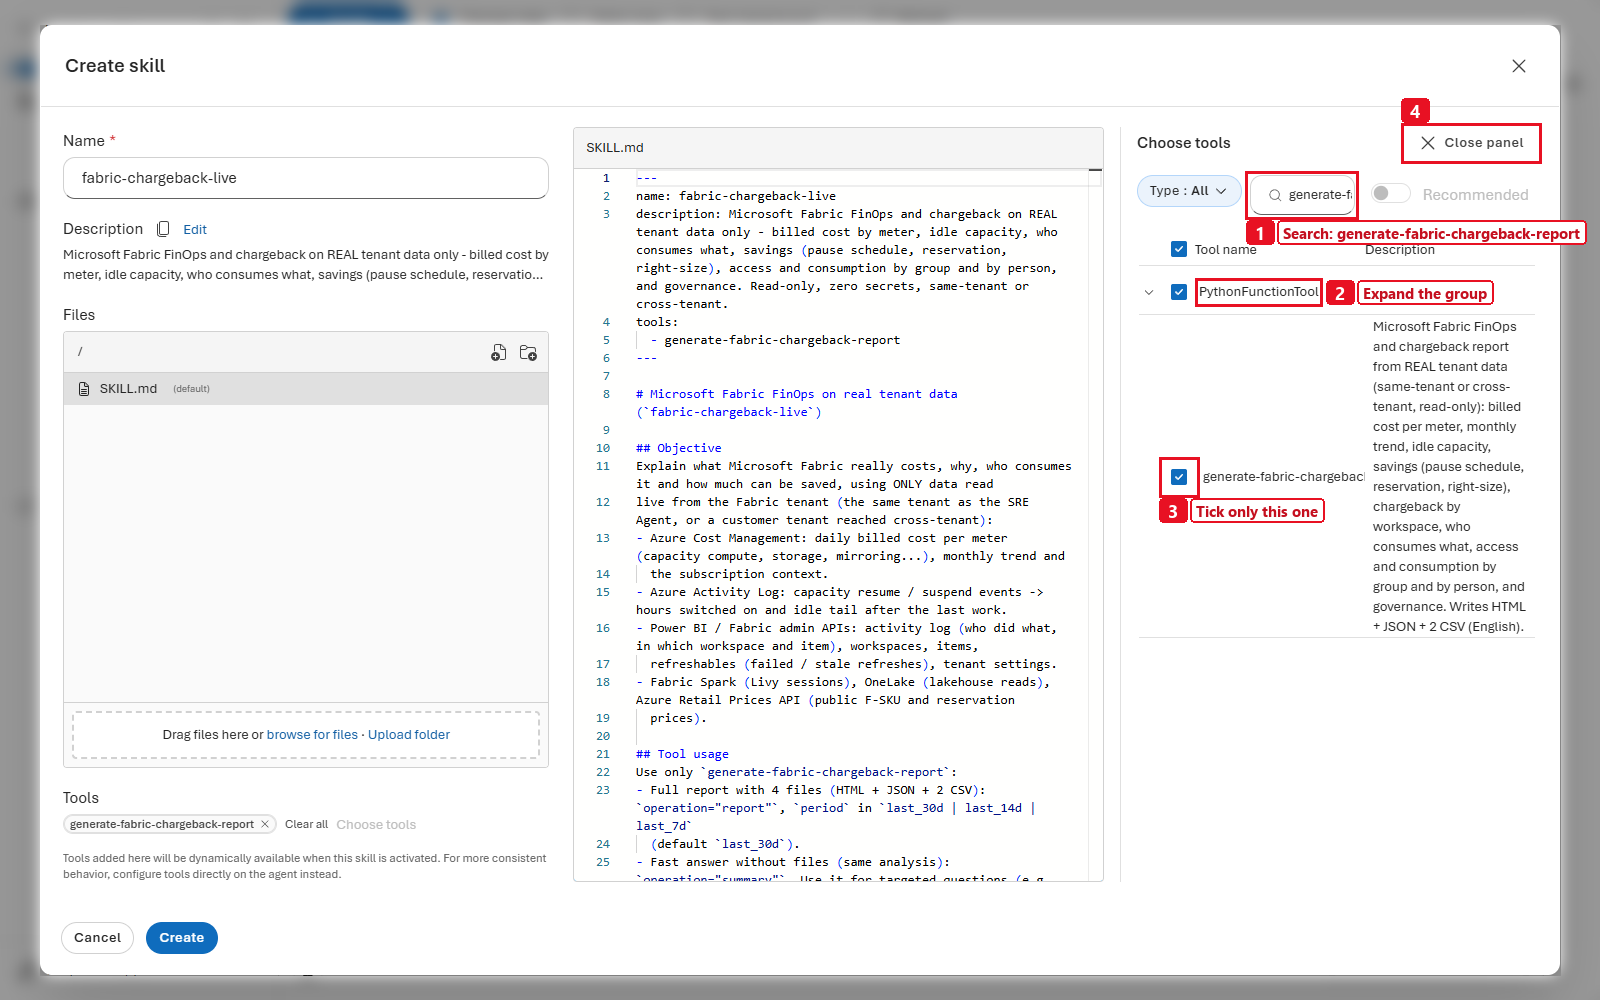 Create skill
Name *
fabric-chargeback-live
Description Edit
Microsoft Fabric FinOps and chargeback on REAL tenant data only - billed cost by
meter, idle capacity, who consumes what, savings (pause schedule, reservatio...
Files
/
SKILL.md (default)
Drag files here or browse for files · Upload folder
Tools
generate-fabric-chargeback-report Clear all Choose tools
Tools added here will be dynamically available when this skill is activated. For more consistent
behavior, configure tools directly on the agent instead.
Cancel Create
SKILL.md
1 ---
2 name: fabric-chargeback-live
3 description: Microsoft Fabric FinOps and chargeback on REAL
tenant data only - billed cost by meter, idle capacity, who
consumes what, savings (pause schedule, reservation,
right-size), access and consumption by group and by person,
and governance. Read-only, zero secrets, same-tenant or
cross-tenant.
4 tools:
5 - generate-fabric-chargeback-report
6 ---
7
8 # Microsoft Fabric FinOps on real tenant data
(`fabric-chargeback-live`)
9
10 ## Objective
11 Explain what Microsoft Fabric really costs, why, who consumes
it and how much can be saved, using ONLY data read
12 live from the Fabric tenant (the same tenant as the SRE
Agent, or a customer tenant reached cross-tenant):
13 - Azure Cost Management: daily billed cost per meter
(capacity compute, storage, mirroring...), monthly trend and
14 the subscription context.
15 - Azure Activity Log: capacity resume / suspend events ->
hours switched on and idle tail after the last work.
16 - Power BI / Fabric admin APIs: activity log (who did what,
in which workspace and item), workspaces, items,
17 refreshables (failed / stale refreshes), tenant settings.
18 - Fabric Spark (Livy sessions), OneLake (lakehouse reads),
Azure Retail Prices API (public F-SKU and reservation
19 prices).
20
21 ## Tool usage
22 Use only `generate-fabric-chargeback-report`:
23 - Full report with 4 files (HTML + JSON + 2 CSV):
`operation="report"`, `period` in `last_30d | last_14d |
last_7d`
24 (default `last_30d`).
25 - Fast answer without files (same analysis):
`operation="summary"`. Use it for targeted questions (e.g.
Choose tools
4
Close panel
Type : All
generate-fa
Recommended
1 Search: generate-fabric-chargeback-report
Tool name Description
PythonFunctionTool
2 Expand the group
generate-fabric-chargebac
3 Tick only this one
Microsoft Fabric FinOps
and chargeback report
from REAL tenant data
(same-tenant or cross-
tenant, read-only): billed
cost per meter, monthly
trend, idle capacity,
savings (pause schedule,
reservation, right-size),
chargeback by
workspace, who
consumes what, access
and consumption by
group and by person, and
governance. Writes HTML
+ JSON + 2 CSV (English).